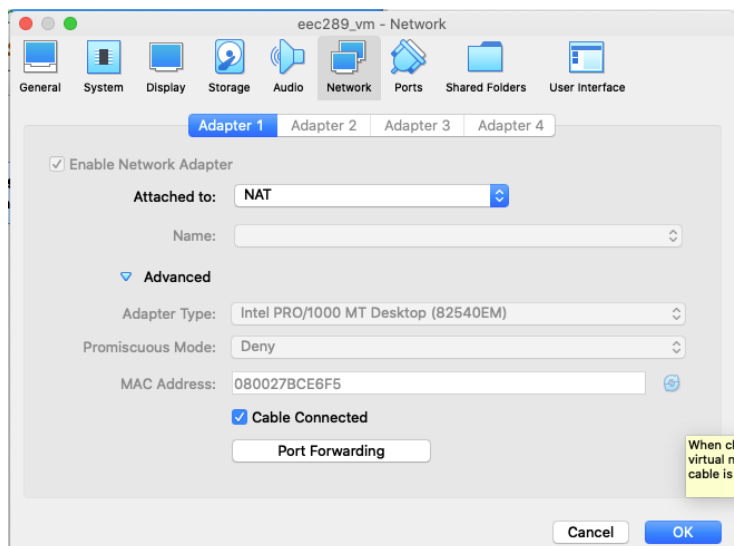 eec289_vm - Network
General System Display Storage Audio Network Ports Shared Folders User Interface
Adapter 1 Adapter 2 Adapter 3 Adapter 4
Enable Network Adapter
Attached to: NAT
Name:
Advanced
Adapter Type: Intel PRO/1000 MT Desktop (82540EM)
Promiscuous Mode: Deny
MAC Address: 080027BCE6F5
Cable Connected
Port Forwarding
When cl
virtual n
cable is
Cancel OK